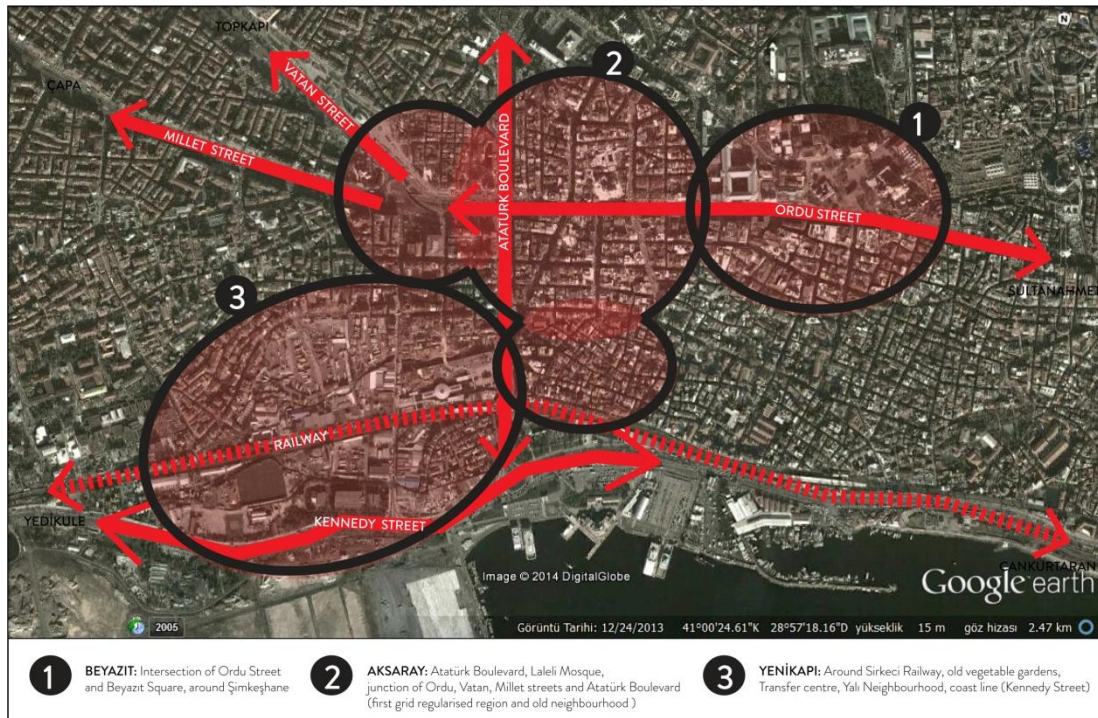 TOPKAPI
N
ÇAPA
VATAN STREET
2
1
MILLET STREET
ATATÜRK BOULEVARD
ORDU STREET
SULTANAHMET
3
RAILWAY
YEDİKULE
KENNEDY STREET
CANKURTARAN
Image © 2014 DigitalGlobe
Google earth
2005
Görüntü Tarihi: 12/24/2013 41°00'24.61"K 28°57'18.16"D yükseklik 15 m göz hizası 2.47 km
1
BEYAZIT: Intersection of Ordu Street
and Beyazıt Square, around Şimkeşhane
2
AKSARAY: Atatürk Boulevard, Laleli Mosque,
junction of Ordu, Vatan, Millet streets and Atatürk Boulevard
(first grid regularised region and old neighbourhood )
3
YENİKAPI: Around Sirkeci Railway, old vegetable gardens,
Transfer centre, Yalı Neighbourhood, coast line (Kennedy Street)